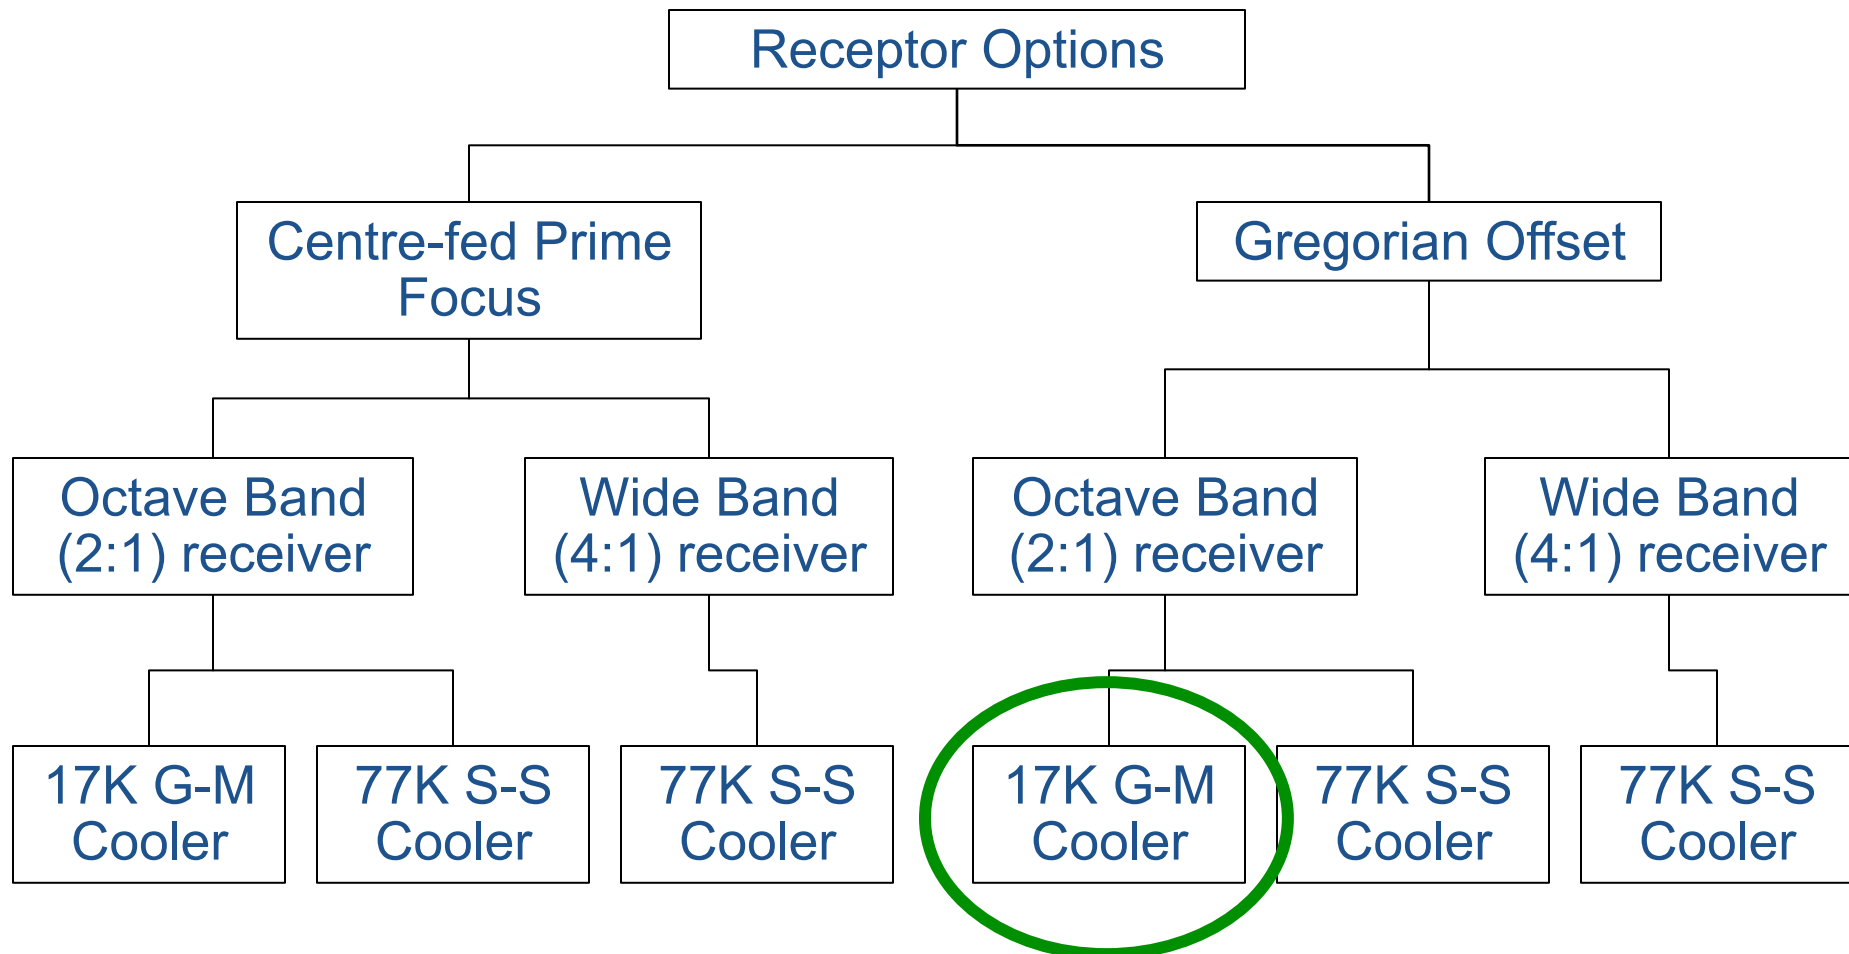 Receptor Options
Centre-fed Prime
Focus
Gregorian Offset
Octave Band
(2:1) receiver
Wide Band
(4:1) receiver
Octave Band
(2:1) receiver
Wide Band
(4:1) receiver
17K G-M
Cooler
77K S-S
Cooler
77K S-S
Cooler
17K G-M
Cooler
77K S-S
Cooler
77K S-S
Cooler